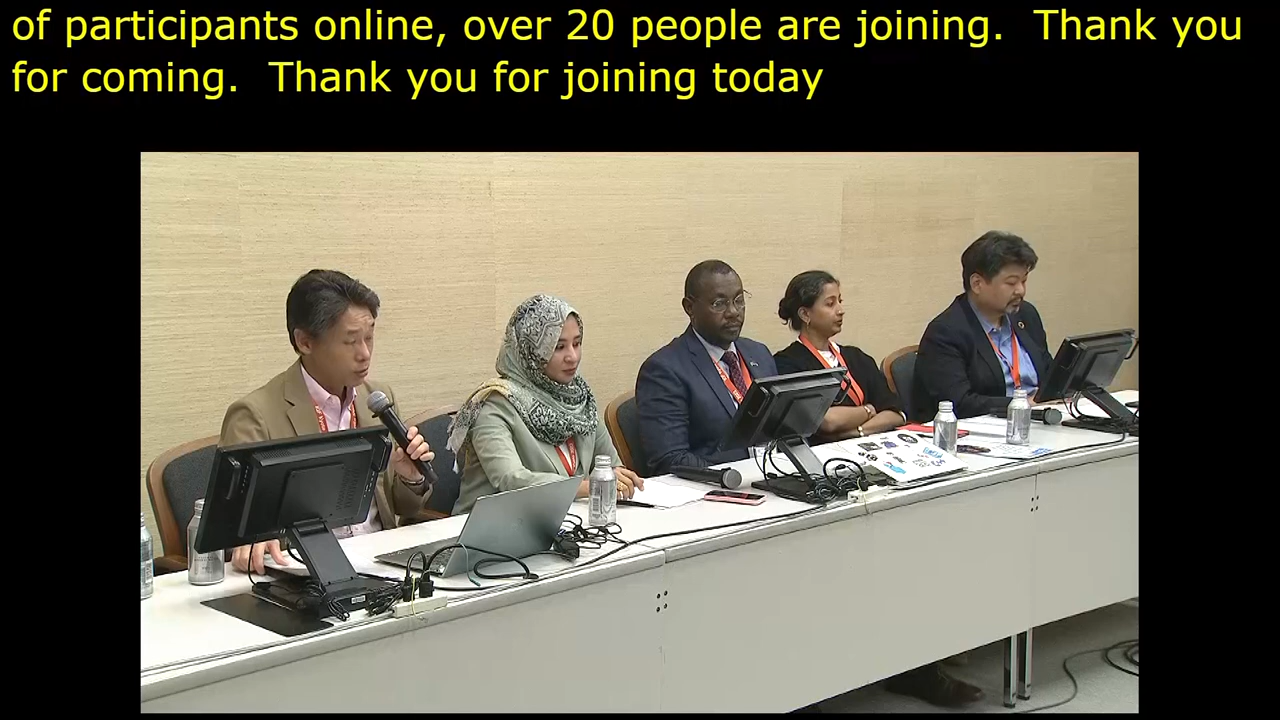 of participants online, over 20 people are joining.  Thank you
for coming.  Thank you for joining today